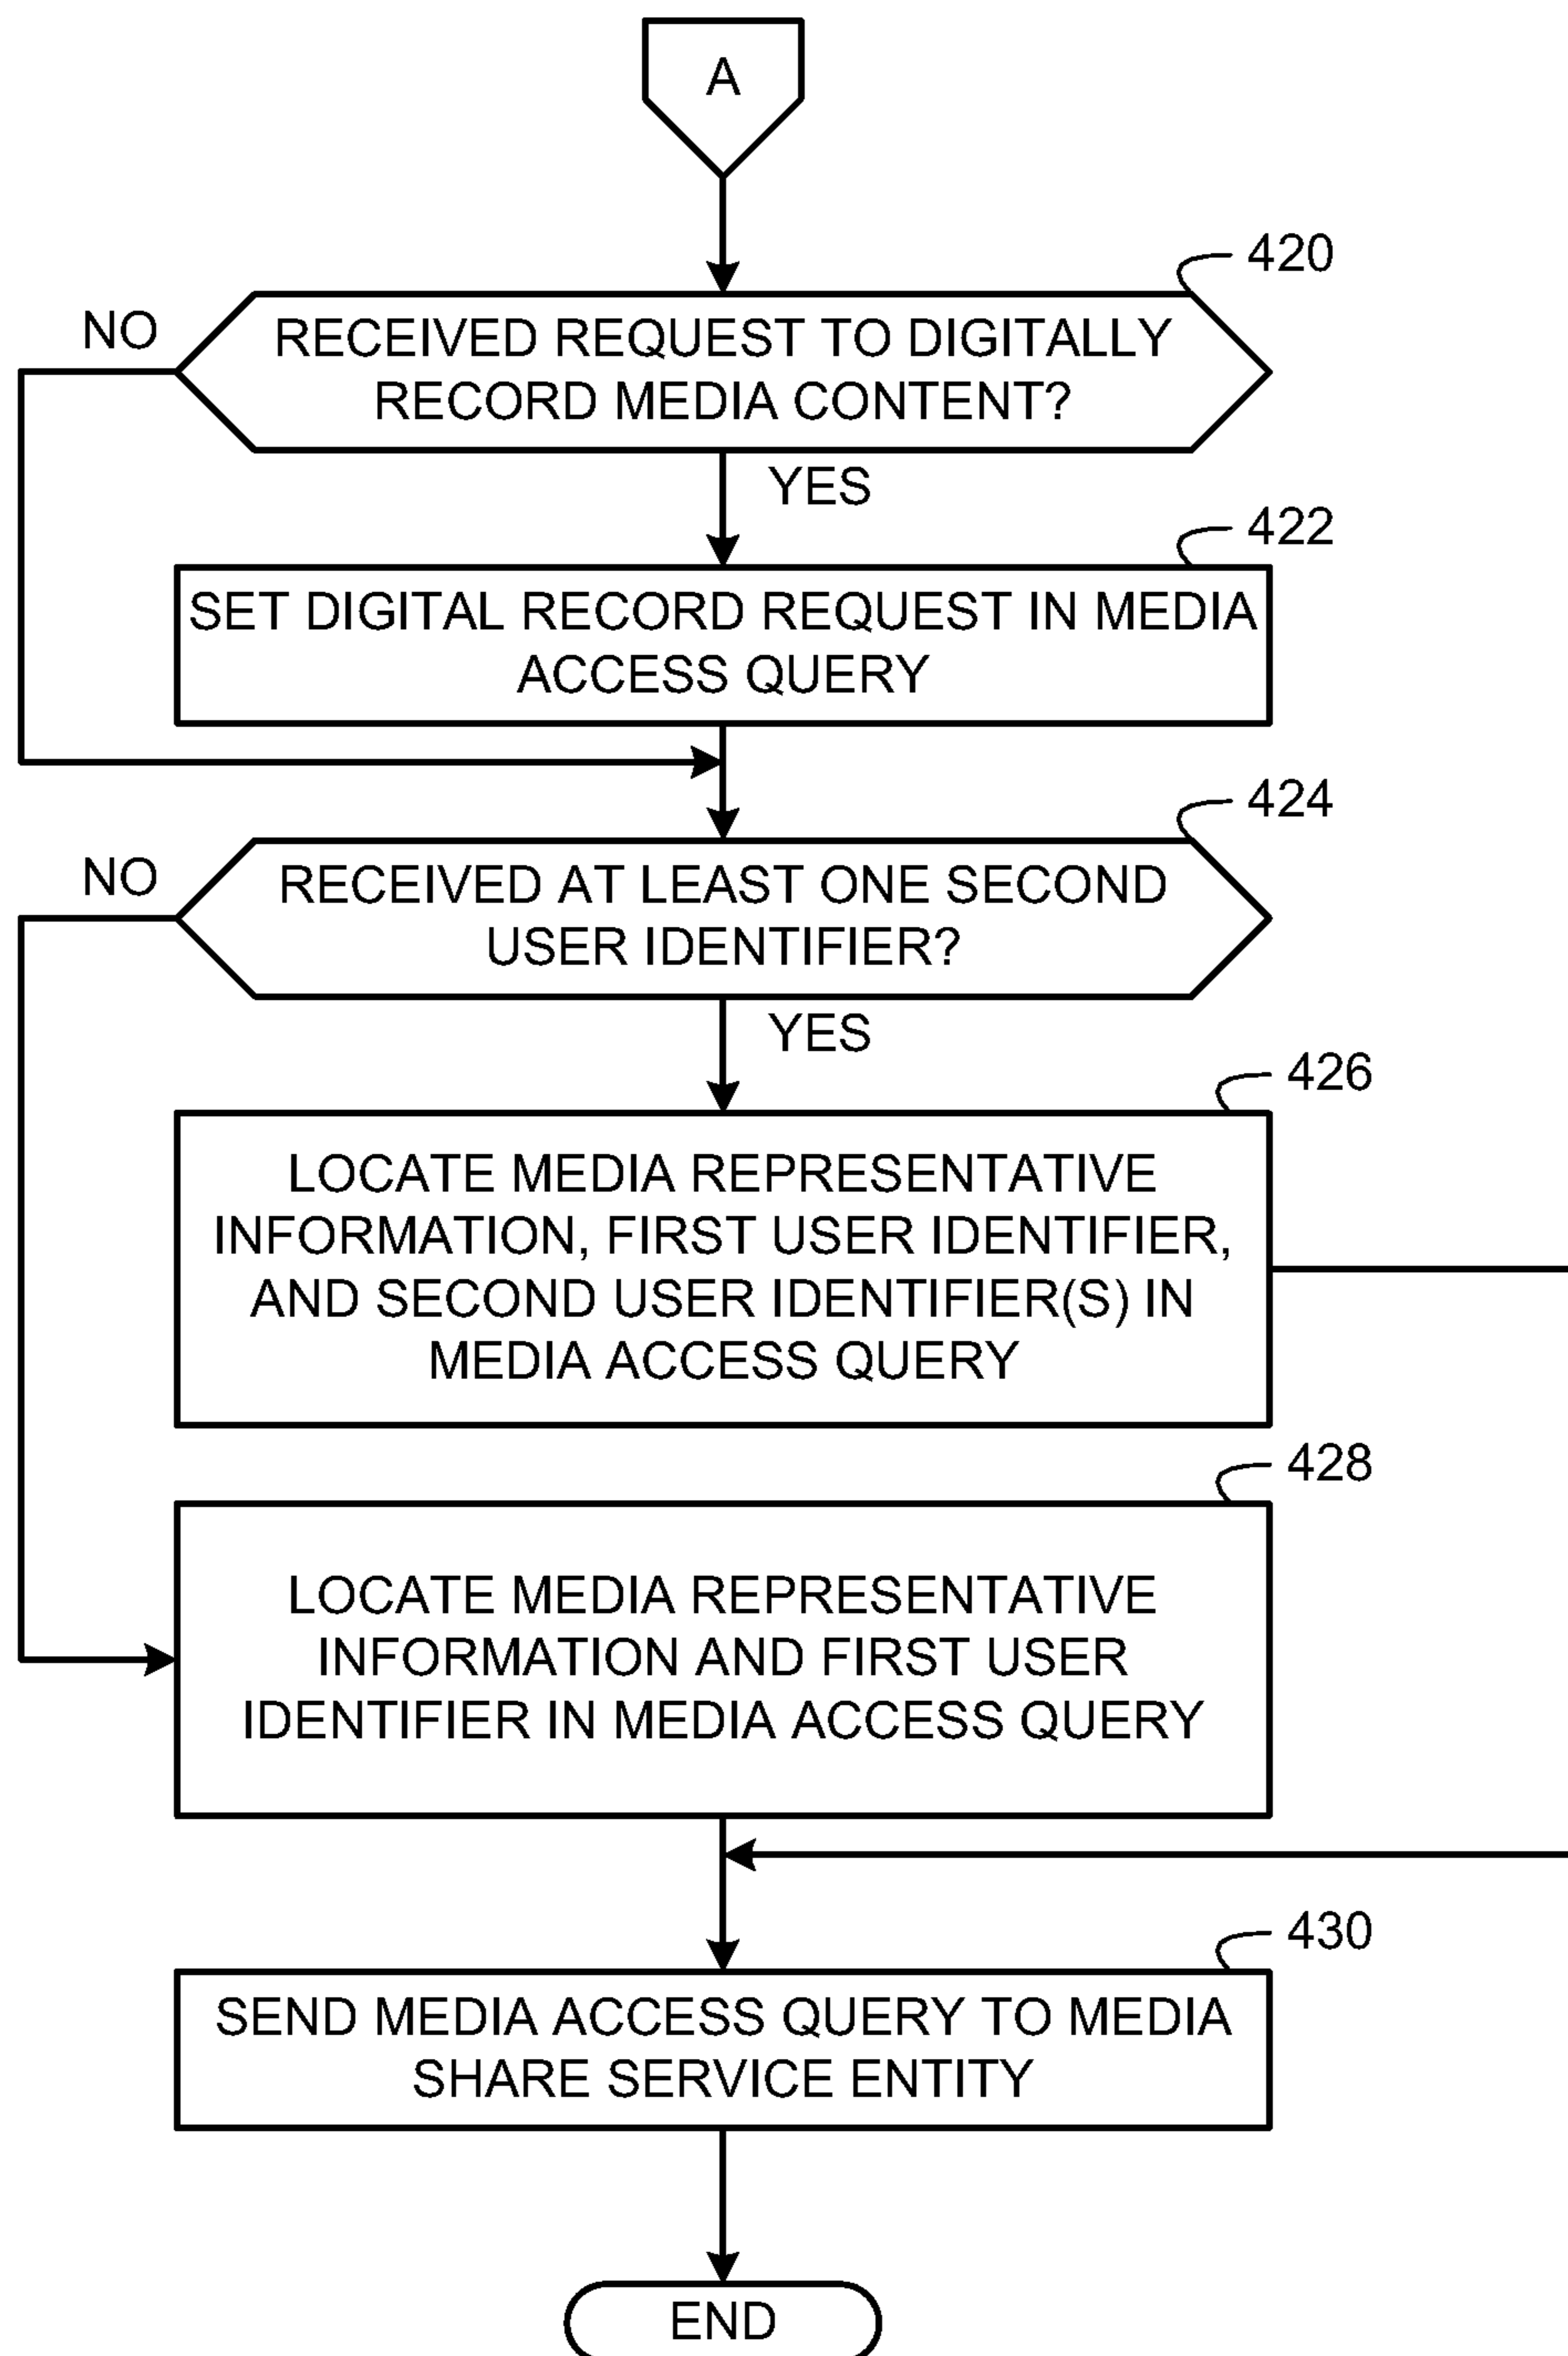 A
420
NO
RECEIVED REQUEST TO DIGITALLY
RECORD MEDIA CONTENT?
YES
422
SET DIGITAL RECORD REQUEST IN MEDIA
ACCESS QUERY
424
NO
RECEIVED AT LEAST ONE SECOND
USER IDENTIFIER?
YES
426
LOCATE MEDIA REPRESENTATIVE
INFORMATION, FIRST USER IDENTIFIER,
AND SECOND USER IDENTIFIER(S) IN
MEDIA ACCESS QUERY
428
LOCATE MEDIA REPRESENTATIVE
INFORMATION AND FIRST USER
IDENTIFIER IN MEDIA ACCESS QUERY
430
SEND MEDIA ACCESS QUERY TO MEDIA
SHARE SERVICE ENTITY
END